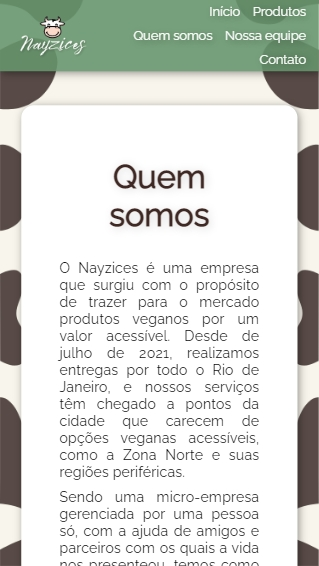 Início Produtos
Nayzices
Quem somos Nossa equipe
Contato
Quem
somos
O Nayzices é uma empresa
que surgiu com o propósito
de trazer para o mercado
produtos veganos por um
valor acessível. Desde de
julho de 2021, realizamos
entregas por todo o Rio de
Janeiro, e nossos serviços
têm chegado a pontos da
cidade que carecem de
opções veganas acessíveis,
como a Zona Norte e suas
regiões periféricas.
Sendo uma micro-empresa
gerenciada por uma pessoa
só, com a ajuda de amigos e
parceiros com os quais a vida
nos presenteou, temos como